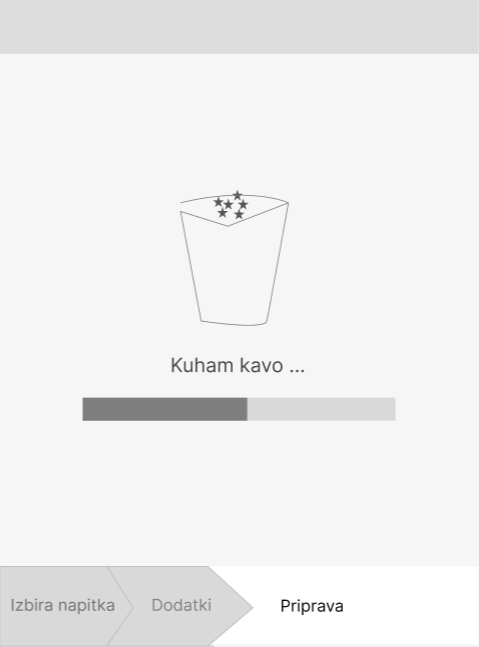 Kuham kavo ...
Izbira napitka
Dodatki
Priprava